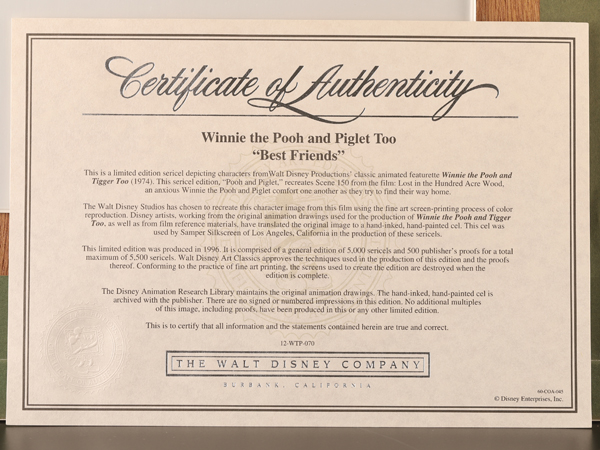 Certificate of Authenticity
Winnie the Pooh and Piglet Too
“Best Friends”
This is a limited edition sericel depicting characters fromWalt Disney Productions’ classic animated featurette Winnie the Pooh and
Tigger Too (1974). This sericel edition, “Pooh and Piglet,” recreates Scene 150 from the film: Lost in the Hundred Acre Wood,
an anxious Winnie the Pooh and Piglet comfort one another as they try to find their way home.
The Walt Disney Studios has chosen to recreate this character image from this film using the fine art screen-printing process of color
reproduction. Disney artists, working from the original animation drawings used for the production of Winnie the Pooh and Tigger
Too, as well as from film reference materials, have translated the original image to a hand-inked, hand-painted cel. This cel was
used by Samper Silkscreen of Los Angeles, California in the production of these sericels.
This limited edition was produced in 1996. It is comprised of a general edition of 5,000 sericels and 500 publisher’s proofs for a total
maximum of 5,500 sericels. Walt Disney Art Classics approves the techniques used in the production of this edition and the proofs
thereof. Conforming to the practice of fine art printing, the screens used to create the edition are destroyed when the
edition is complete.
The Disney Animation Research Library maintains the original animation drawings. The hand-inked, hand-painted cel is
archived with the publisher. There are no signed or numbered impressions in this edition. No additional multiples
of this image, including proofs, have been produced in this or any other limited edition.
This is to certify that all information and the statements contained herein are true and correct.
12-WTP-070
THE WALT DISNEY COMPANY
BURBANK, CALIFORNIA
60-COA-045
© Disney Enterprises, Inc.